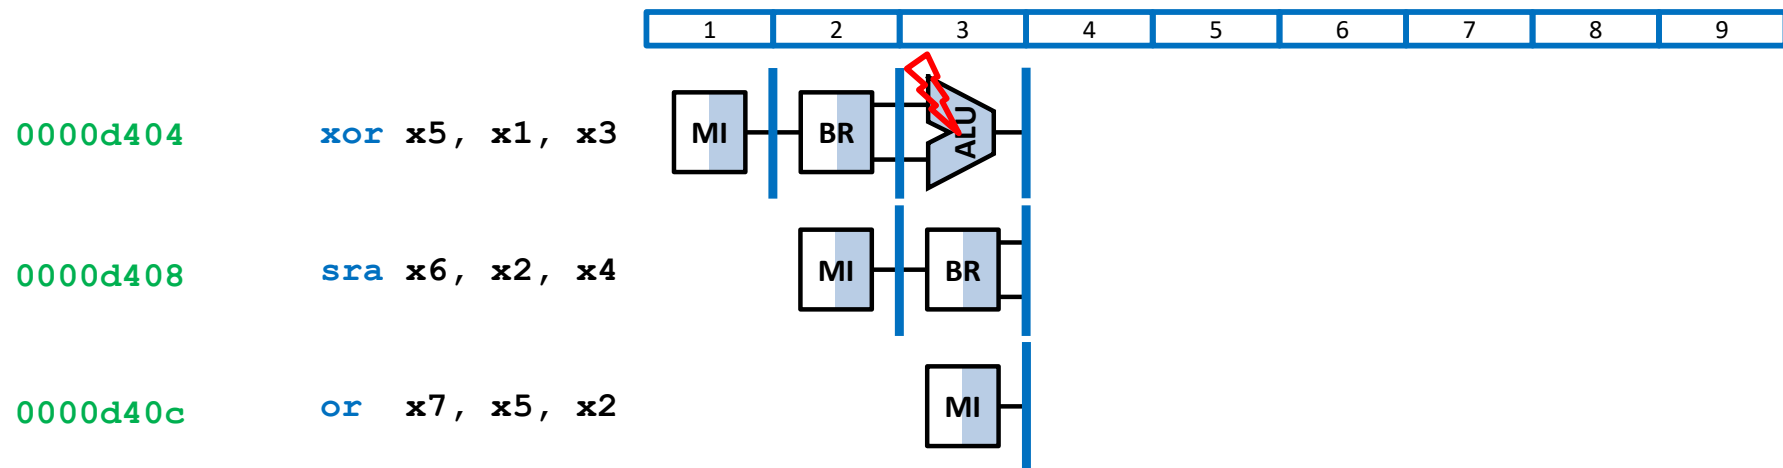 1 2 3 4 5 6 7 8 9
0000d404 xor x5, x1, x3 MI BR ALU
0000d408 sra x6, x2, x4 MI BR
0000d40c or x7, x5, x2 MI